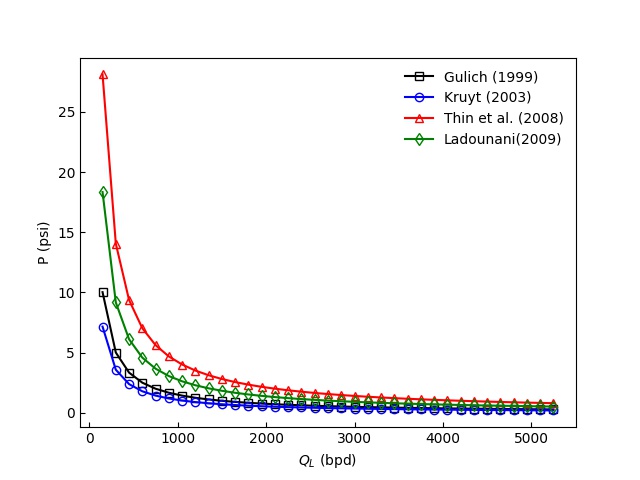 Gulich (1999)
Kruyt (2003)
Thin et al. (2008)
Ladounani(2009)
P (psi)
25
20
15
10
5
0
0 1000 2000 3000 4000 5000
Q_L (bpd)